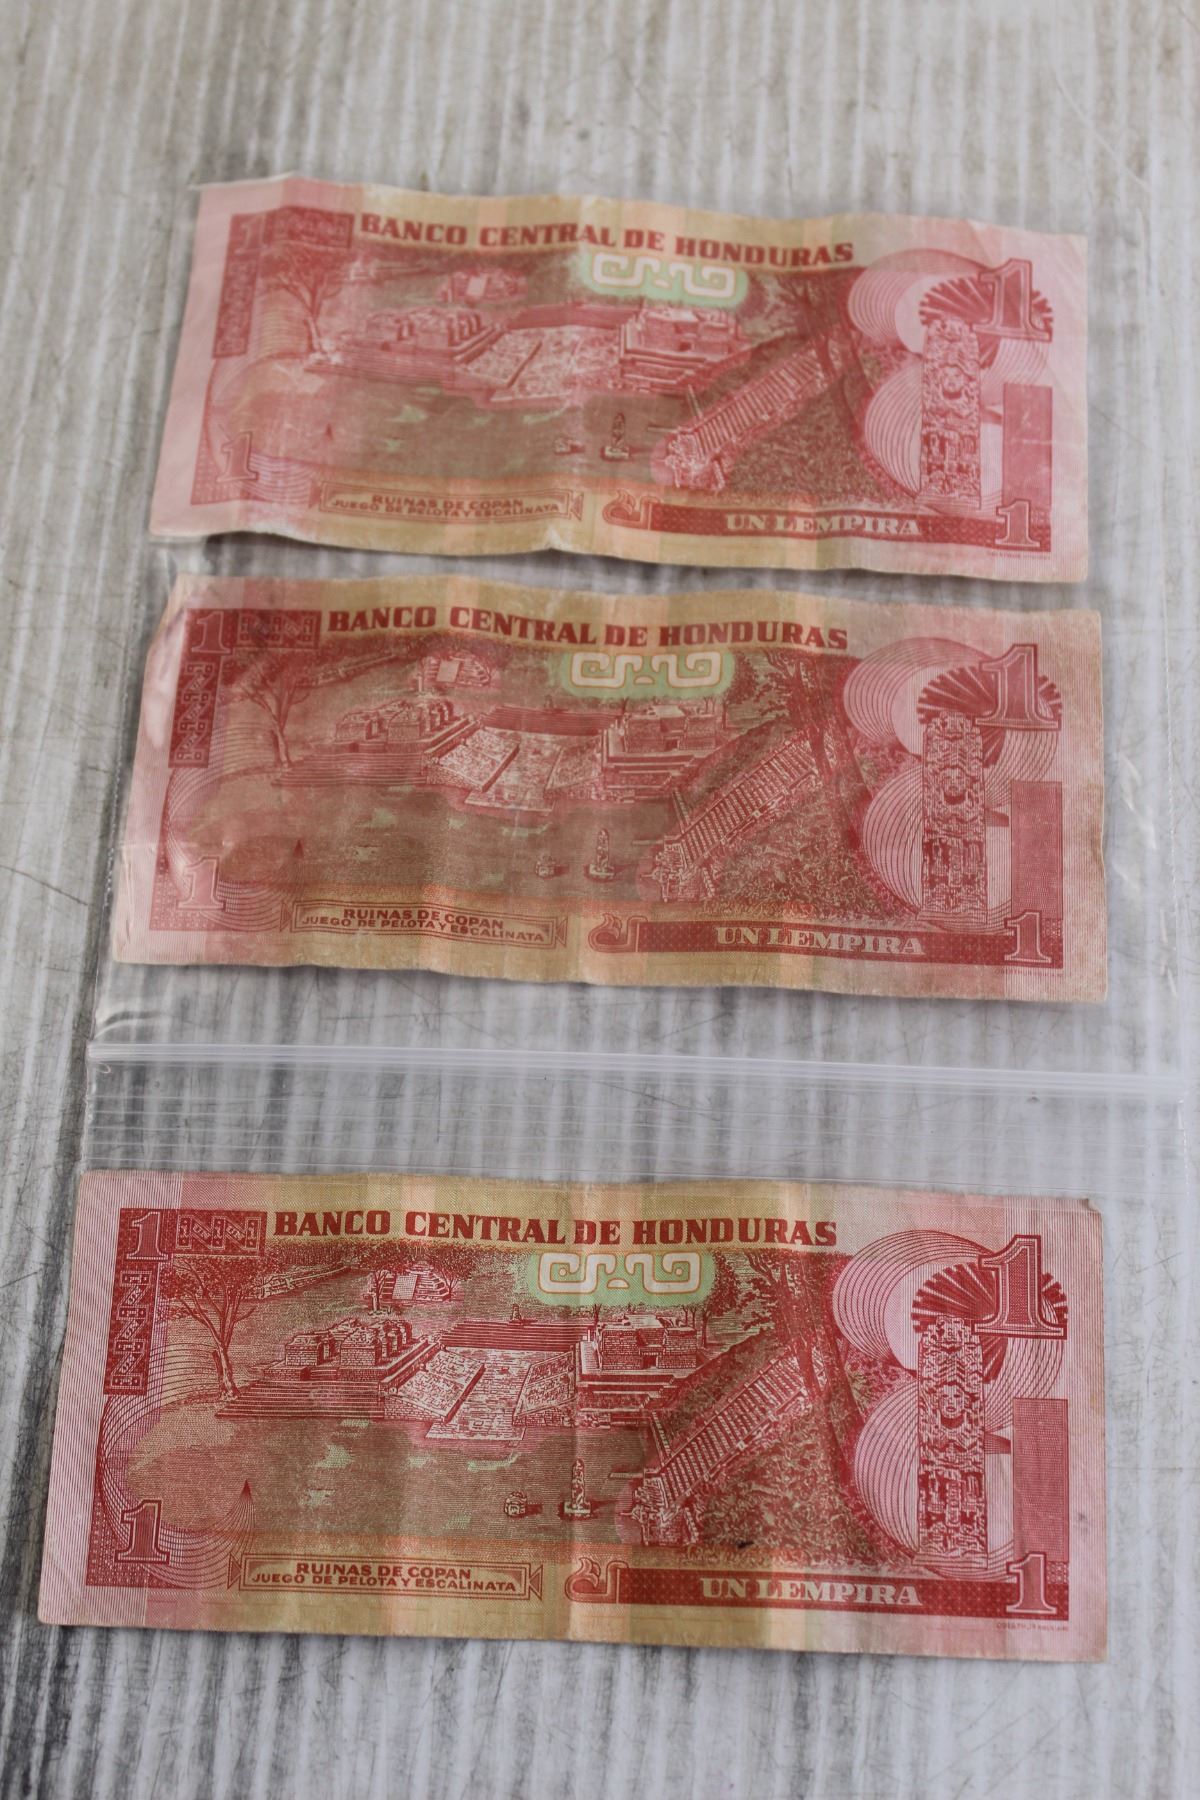 1
BANCO CENTRAL DE HONDURAS
1
1
RUINAS DE COPAN
JUEGO DE PELOTA Y ESCALINATA
UN LEMPIRA
1
1
BANCO CENTRAL DE HONDURAS
1
1
RUINAS DE COPAN
JUEGO DE PELOTA Y ESCALINATA
UN LEMPIRA
1
1
BANCO CENTRAL DE HONDURAS
1
1
RUINAS DE COPAN
JUEGO DE PELOTA Y ESCALINATA
UN LEMPIRA
1